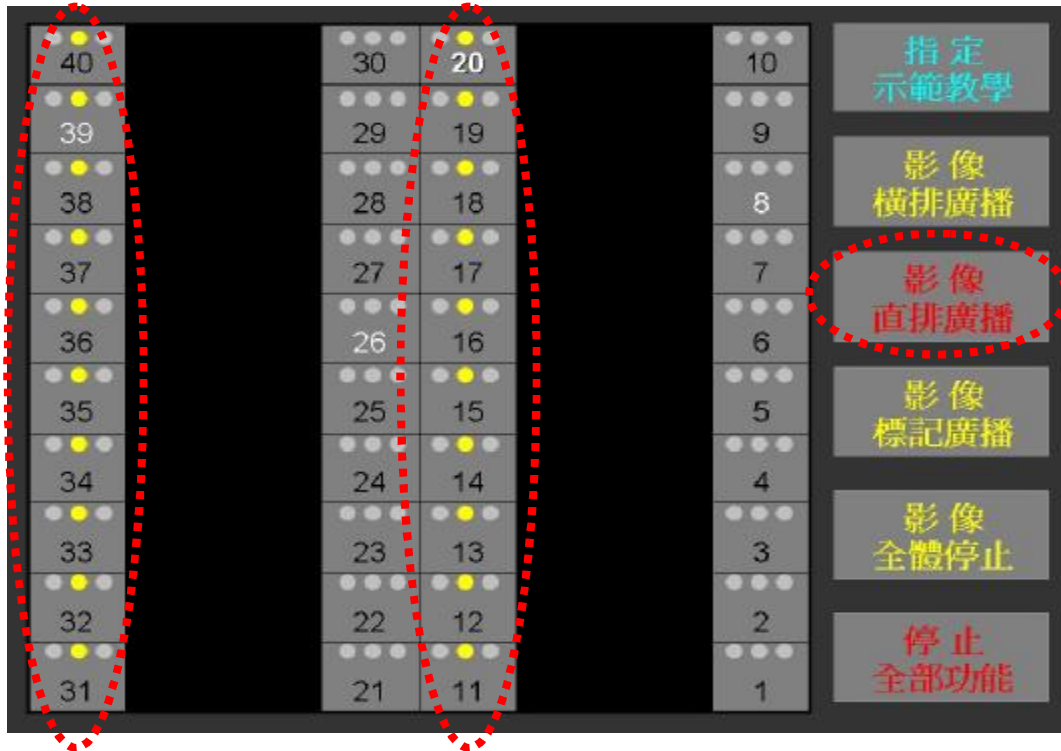 40 30 20 10
39 29 19 9
38 28 18 8
37 27 17 7
36 26 16 6
35 25 15 5
34 24 14 4
33 23 13 3
32 22 12 2
31 21 11 1
指 定
示範教學
影 像
橫排廣播
影 像
直排廣播
影 像
標記廣播
影 像
全體停止
停 止
全部功能